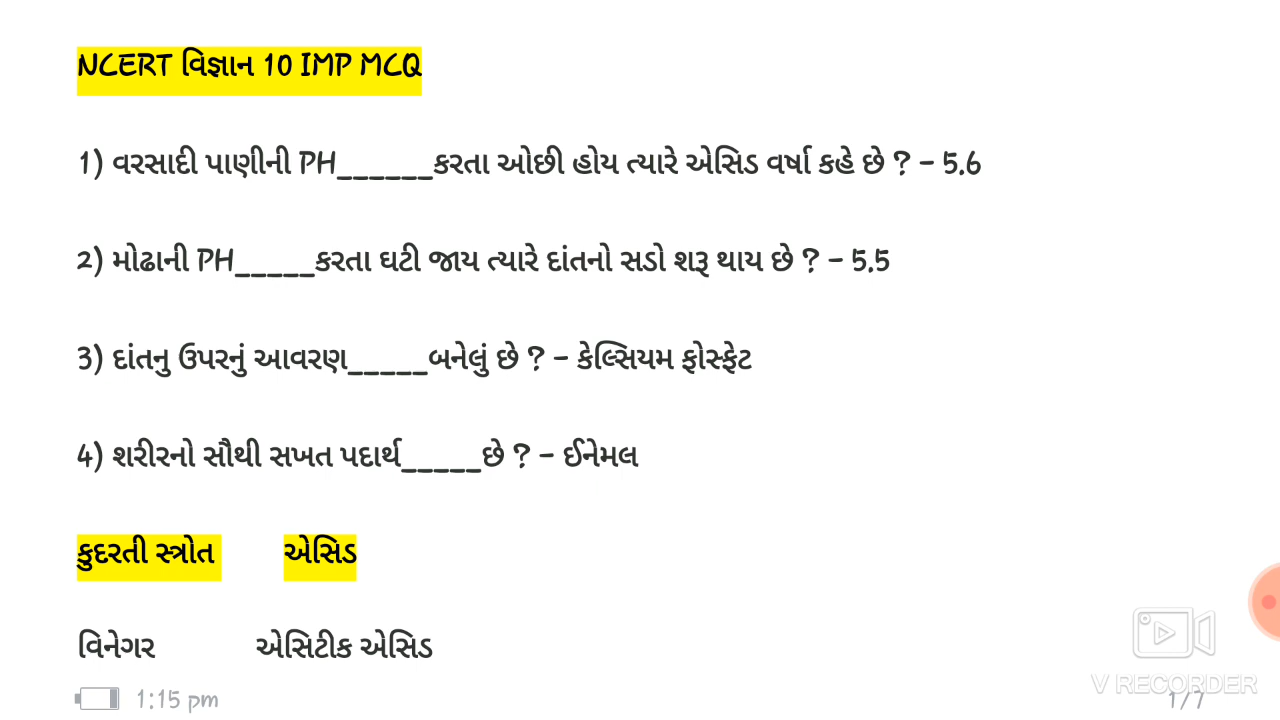 NCERT વિજ્ઞાન 10 IMP MCQ
1) વરસાદી પાણીની PH______કરતા ઓછી હોય ત્યારે એસિડ વર્ષા કહે છે ? - 5.6
2) મોઢાની PH_____કરતા ઘટી જાય ત્યારે દાંતનો સડો શરૂ થાય છે ? - 5.5
3) દાંતનુ ઉપરનું આવરણ_____બનેલું છે ? - કેલ્સિયમ ફોસ્ફેટ
4) શરીરનો સૌથી સખત પદાર્થ_____છે ? - ઈનેમલ
કુદરતી સ્ત્રોત એસિડ
વિનેગર એસિટીક એસિડ
1:15 pm
V RECORDER
1/7